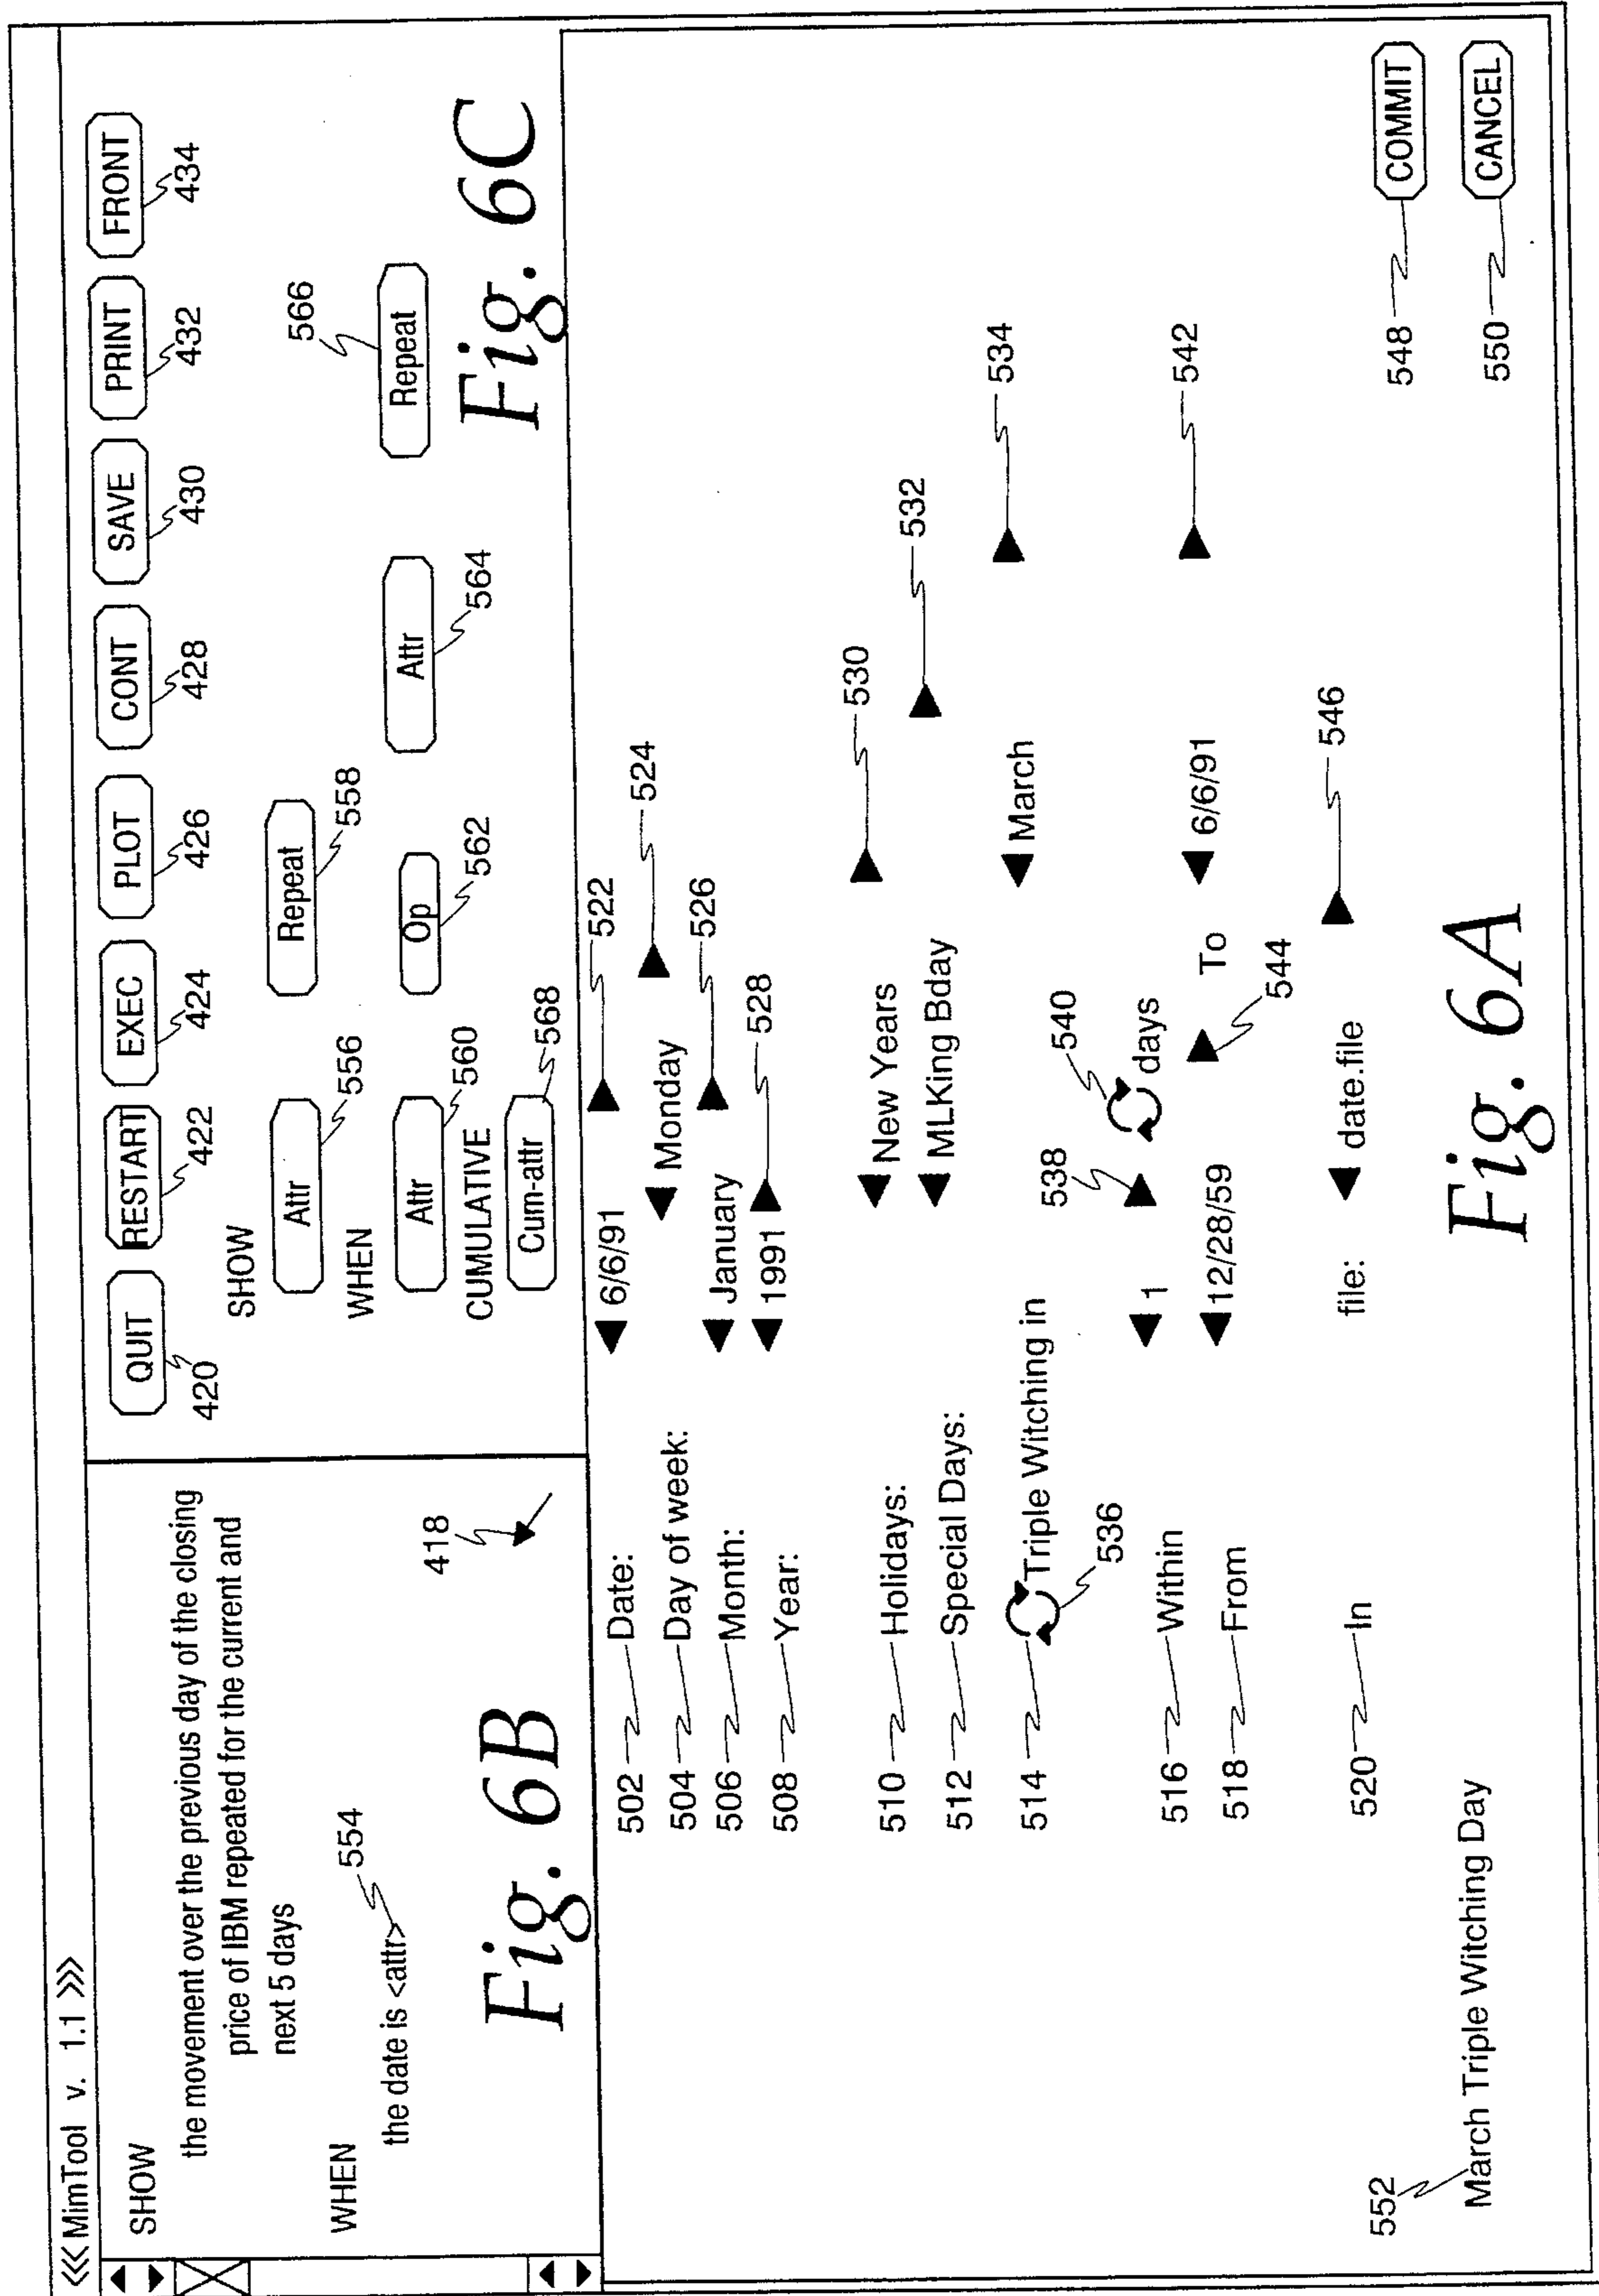 <<< MimTool v. 1.1 >>>
SHOW
the movement over the previous day of the closing
price of IBM repeated for the current and
next 5 days
WHEN
554
the date is <attr>
418
Fig. 6B
QUIT RESTART EXEC PLOT CONT SAVE PRINT FRONT
420 422 424 426 428 430 432 434
SHOW
Attr 556 Repeat 558
WHEN
Attr 560 Op 562 Attr 564 Repeat 566
CUMULATIVE
Cum-attr 568
Fig. 6C
502 Date: 6/6/91 522
504 Day of week: Monday 524
506 Month: January 526
508 Year: 1991 528
510 Holidays: New Years 530
512 Special Days: MLKing Bday 532
514 Triple Witching in March 534
536
538 540
516 Within 1 days
518 From 12/28/59 To 6/6/91 542
544
520 In file: date.file 546
548 COMMIT
550 CANCEL
552
March Triple Witching Day
Fig. 6A